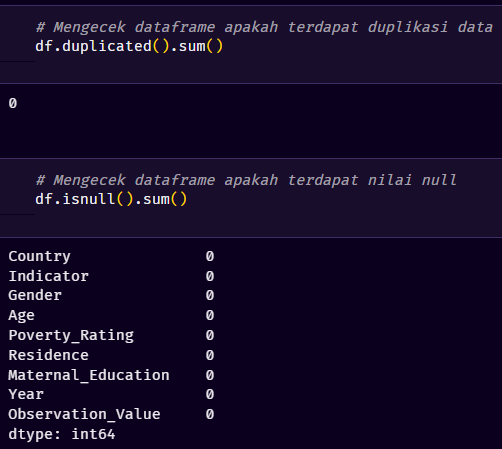 # Mengecek dataframe apakah terdapat duplikasi data
df.duplicated().sum()
0
# Mengecek dataframe apakah terdapat nilai null
df.isnull().sum()
Country 0
Indicator 0
Gender 0
Age 0
Poverty_Rating 0
Residence 0
Maternal_Education 0
Year 0
Observation_Value 0
dtype: int64